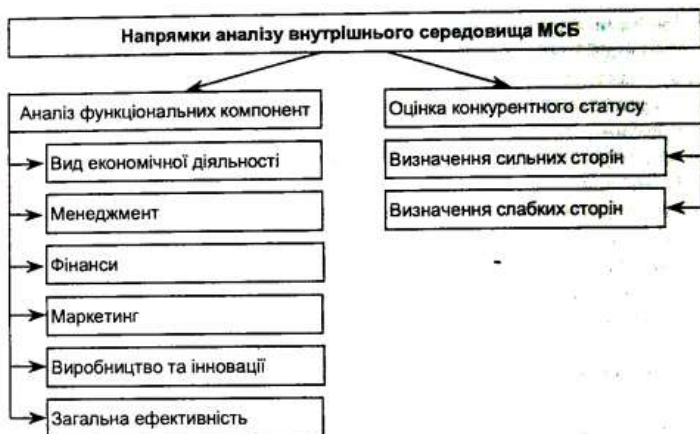 Напрямки аналізу внутрішнього середовища МСБ
Аналіз функціональних компонент
Оцінка конкурентного статусу
Вид економічної діяльності
Визначення сильних сторін
Менеджмент
Визначення слабких сторін
Фінанси
Маркетинг
Виробництво та інновації
Загальна ефективність